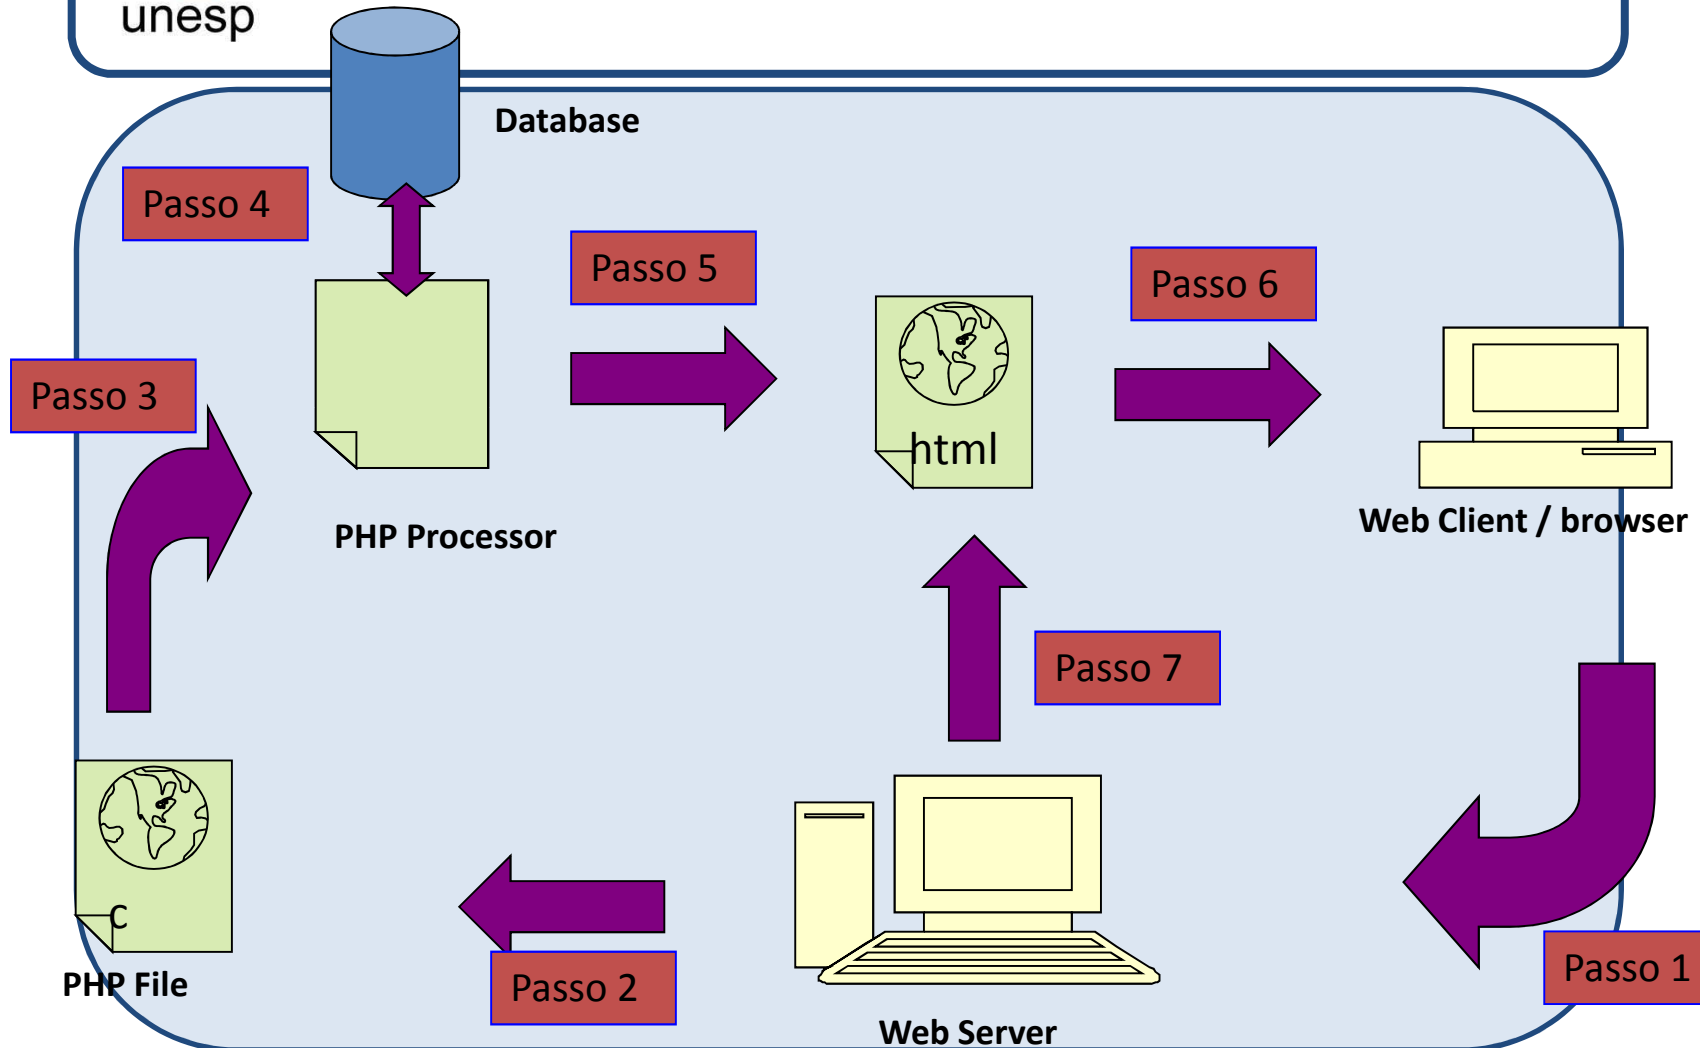 unesp
Database
Passo 4
Passo 5
Passo 6
Passo 3
html
PHP Processor
Web Client / browser
Passo 7
C
PHP File
Passo 2
Passo 1
Web Server